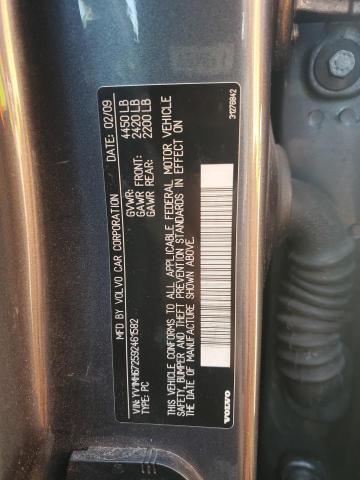 MFD BY VOLVO CAR CORPORATION DATE: 02/09
GVWR: 4450 LB
GAWR FRONT: 2420 LB
GAWR REAR: 2200 LB
THIS VEHICLE CONFORMS TO ALL APPLICABLE FEDERAL MOTOR VEHICLE
SAFETY, BUMPER AND THEFT PREVENTION STANDARDS IN EFFECT ON
THE DATE OF MANUFACTURE SHOWN ABOVE.
VIN: YV1MH672592461582
TYPE: PC
VOLVO
31276942